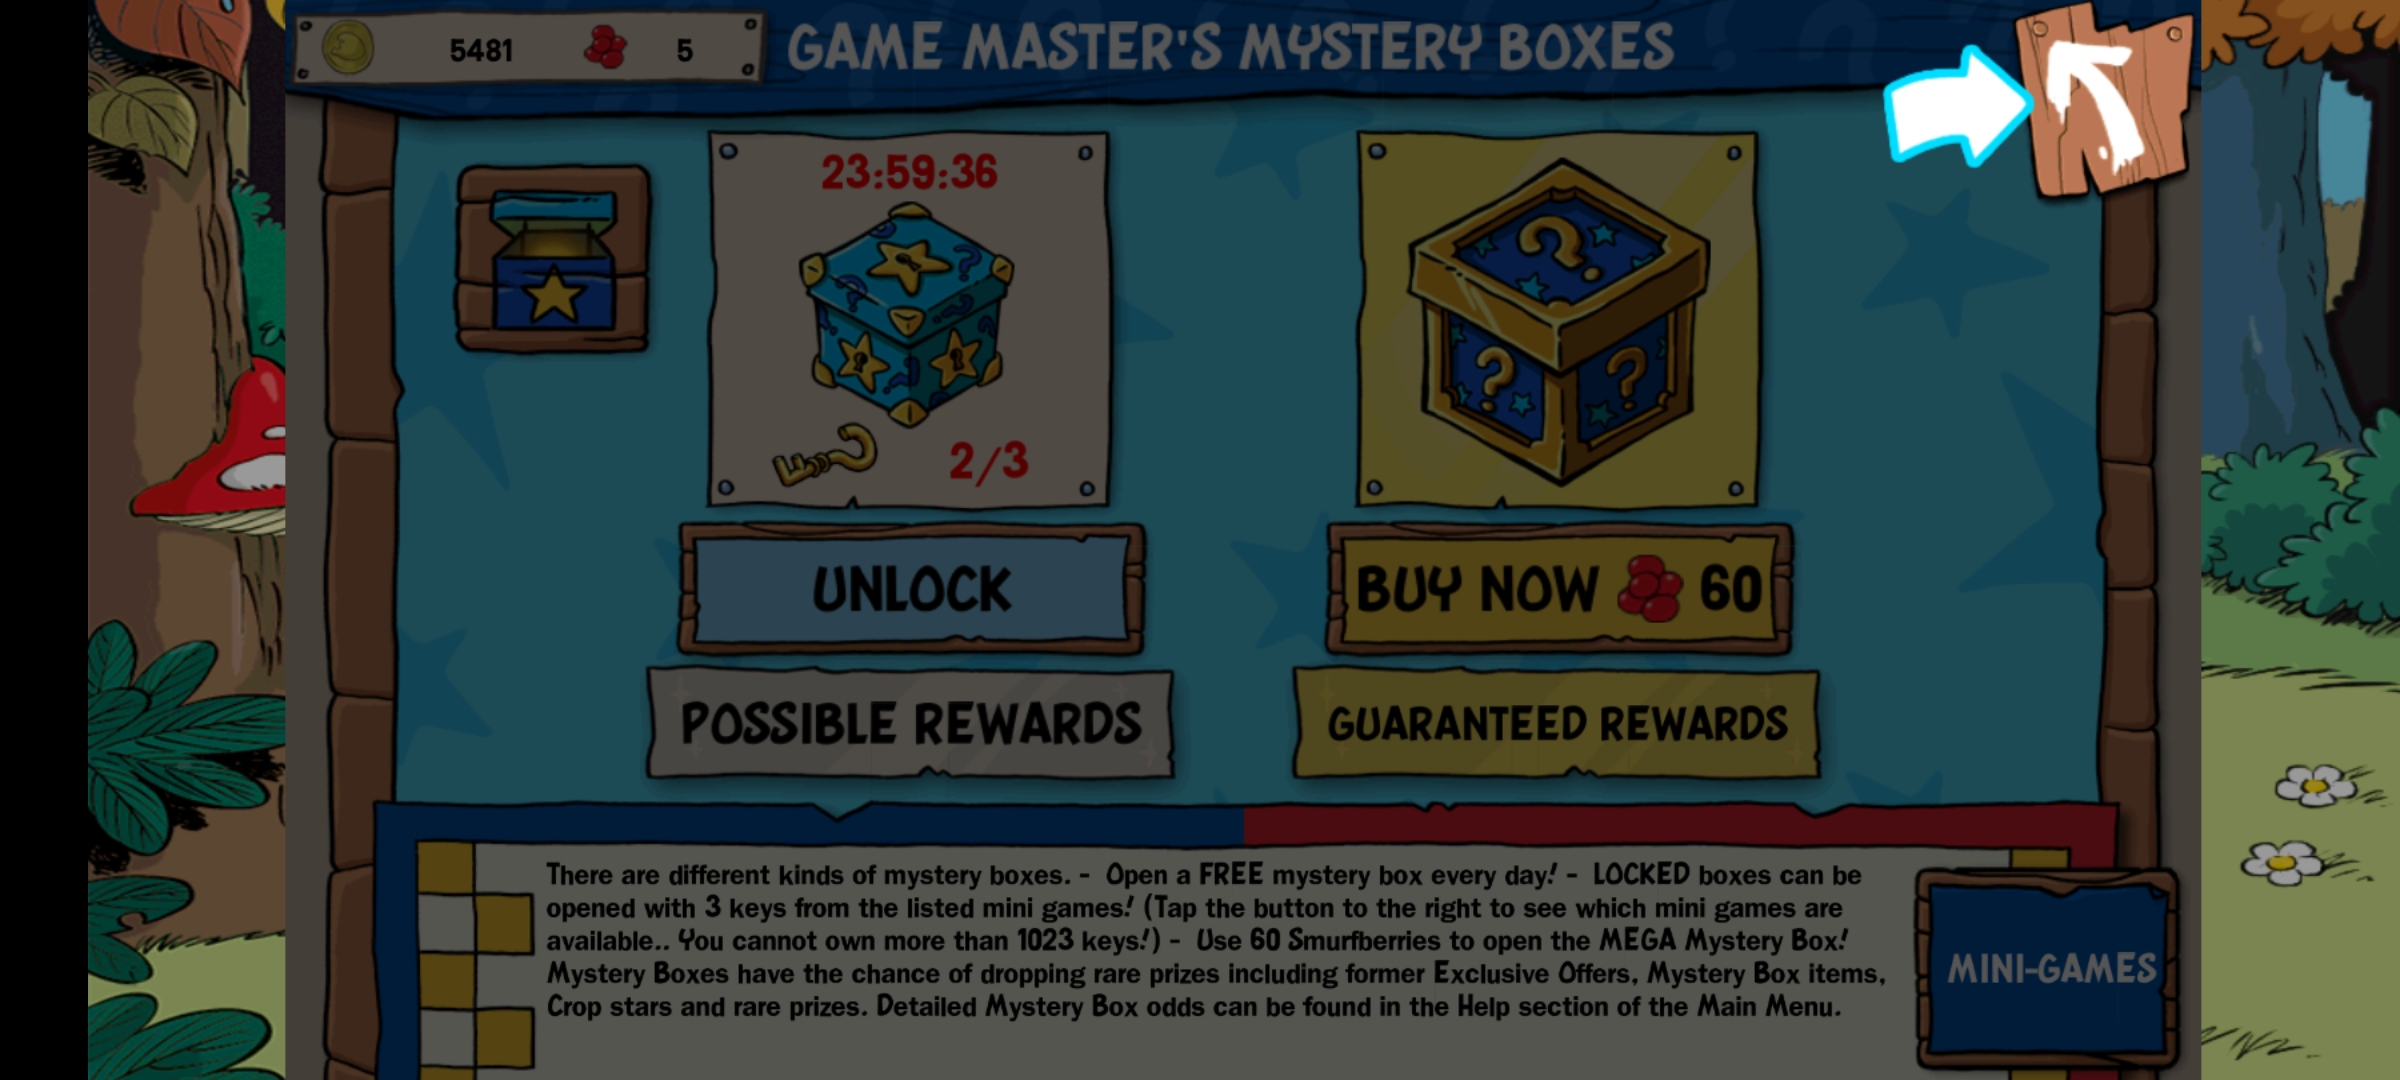 5481
5
GAME MASTER'S MYSTERY BOXES
23:59:36
2/3
UNLOCK
BUY NOW 60
POSSIBLE REWARDS
GUARANTEED REWARDS
There are different kinds of mystery boxes. - Open a FREE mystery box every day! - LOCKED boxes can be
opened with 3 keys from the listed mini games! (Tap the button to the right to see which mini games are
available.. You cannot own more than 1023 keys!) - Use 60 Smurfberries to open the MEGA Mystery Box!
Mystery Boxes have the chance of dropping rare prizes including former Exclusive Offers, Mystery Box items,
Crop stars and rare prizes. Detailed Mystery Box odds can be found in the Help section of the Main Menu.
MINI-GAMES